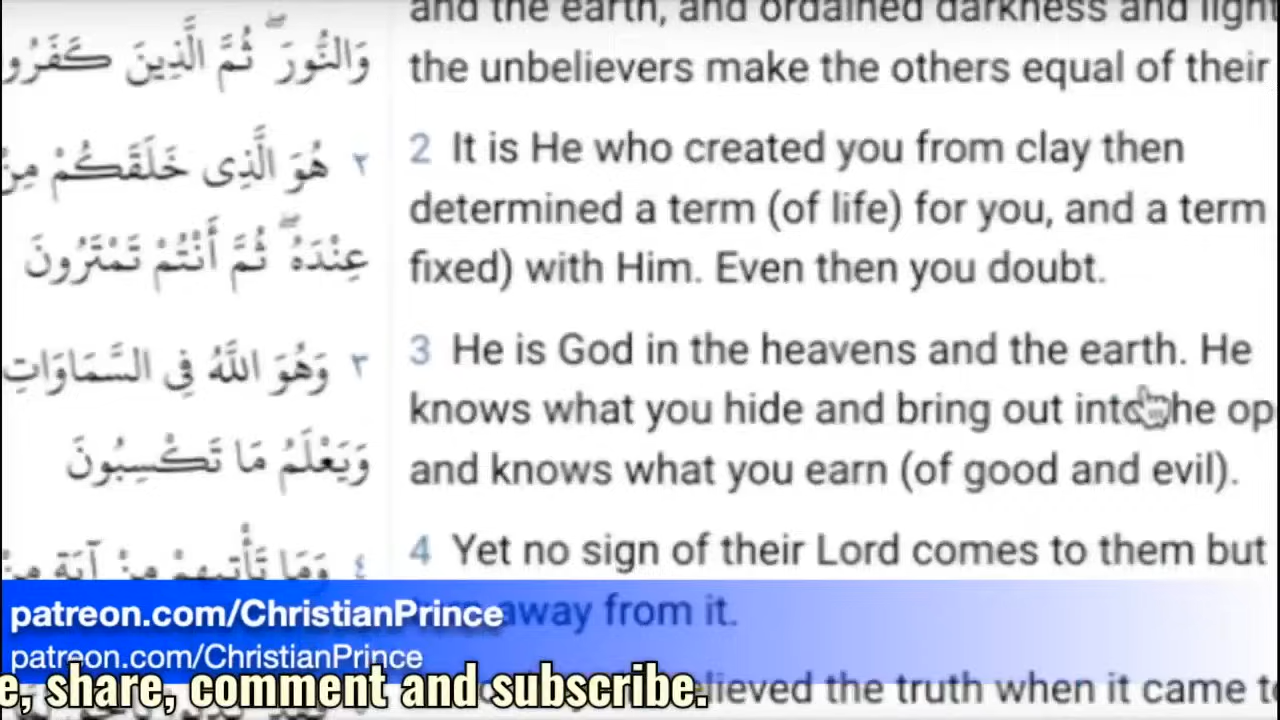 and the earth, and ordained darkness and light
وَالنُّورَ ۖ ثُمَّ الَّذِينَ كَفَرُو
the unbelievers make the others equal of their
٢ هُوَ الَّذِى خَلَقَكُمْ مِنْ
2 It is He who created you from clay then
determined a term (of life) for you, and a term
عِنْدَهُ ۖ ثُمَّ أَنْتُمْ تَمْتَرُونَ
fixed) with Him. Even then you doubt.
٣ وَهُوَ اللَّهُ فِى السَّمَاوَاتِ
3 He is God in the heavens and the earth. He
knows what you hide and bring out into the op
وَيَعْلَمُ مَا تَكْسِبُونَ
and knows what you earn (of good and evil).
٤ وَمَا تَأْتِيهِمْ مِنْ آيَةٍ مِنْ
4 Yet no sign of their Lord comes to them but
away from it.
patreon.com/ChristianPrince
patreon.com/ChristianPrince
e, share, comment and subscribe.
lieved the truth when it came to